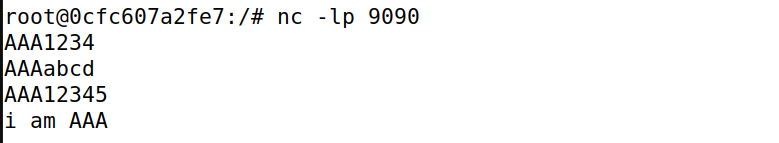 root@0cfc607a2fe7:/# nc -lp 9090
AAA1234
AAAabcd
AAA12345
i am AAA